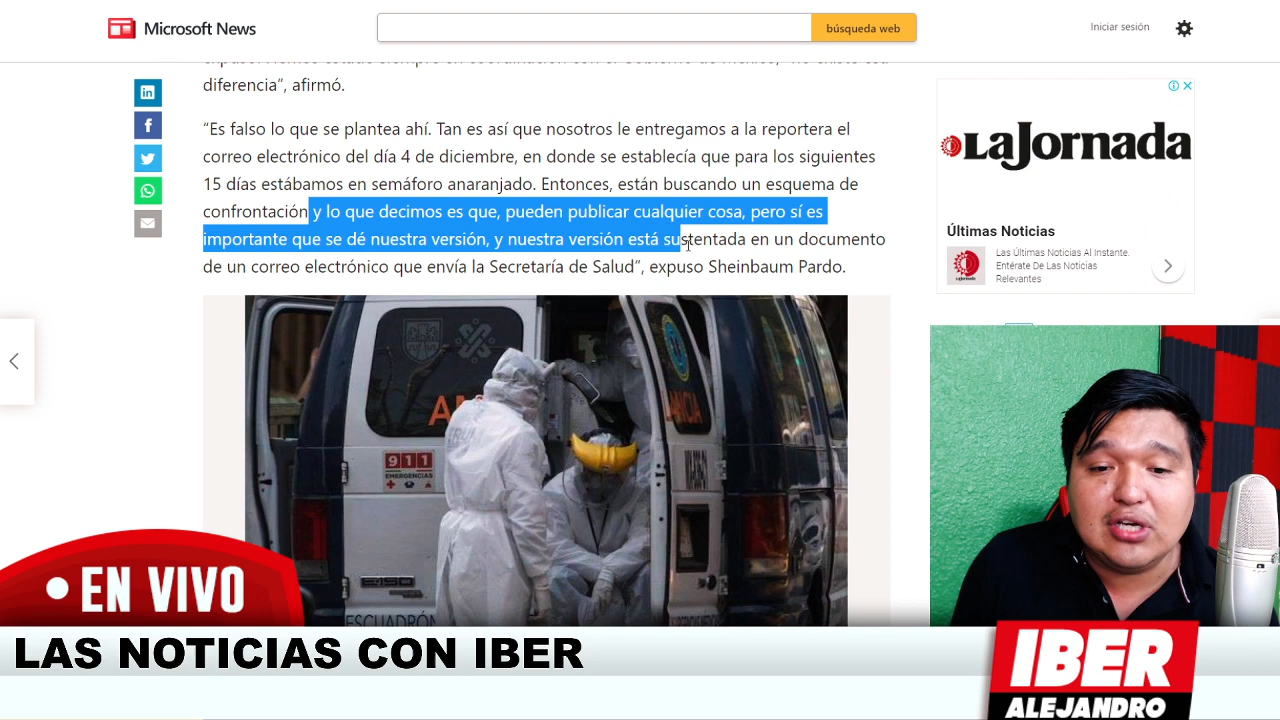 Microsoft News
búsqueda web
Iniciar sesión
diferencia”, afirmó.
“Es falso lo que se plantea ahí. Tan es así que nosotros le entregamos a la reportera el
correo electrónico del día 4 de diciembre, en donde se establecía que para los siguientes
15 días estábamos en semáforo anaranjado. Entonces, están buscando un esquema de
confrontación y lo que decimos es que, pueden publicar cualquier cosa, pero sí es
importante que se dé nuestra versión, y nuestra versión está sustentada en un documento
de un correo electrónico que envía la Secretaría de Salud”, expuso Sheinbaum Pardo.
LaJornada
Últimas Noticias
Las Últimas Noticias Al Instante.
Entérate De Las Noticias
Relevantes
911
EMERGENCIAS
E-350
ESCUADRÓN
EN VIVO
LAS NOTICIAS CON IBER
IBER
ALEJANDRO